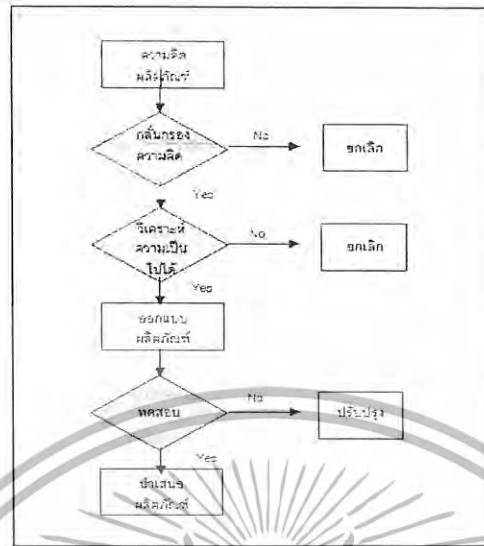 ความคิด
ผลิตภัณฑ์
กลั่นกรอง
ความคิด
No
ยกเลิก
Yes
วิเคราะห์
ความเป็น
ไปได้
No
ยกเลิก
Yes
ออกแบบ
ผลิตภัณฑ์
ทดสอบ
No
ปรับปรุง
Yes
นำเสนอ
ผลิตภัณฑ์